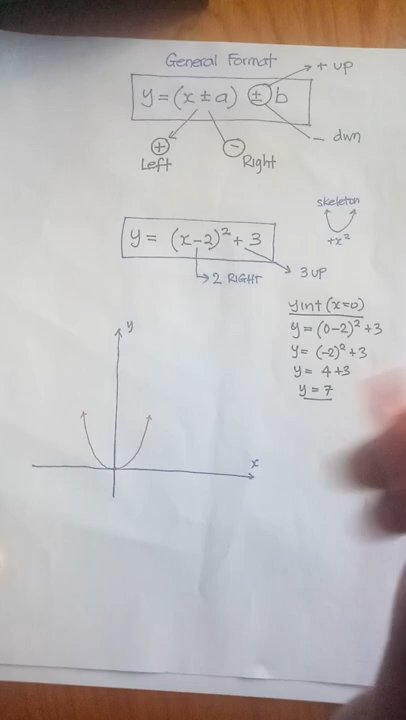 General Format
+ up
y = (x ± a) ± b
- dwn
+
Left
-
Right
skeleton
+x²
y = (x-2)² + 3
2 RIGHT
3 UP
yint (x=0)
y = (0-2)² + 3
y = (-2)² + 3
y = 4 + 3
y = 7
y
x